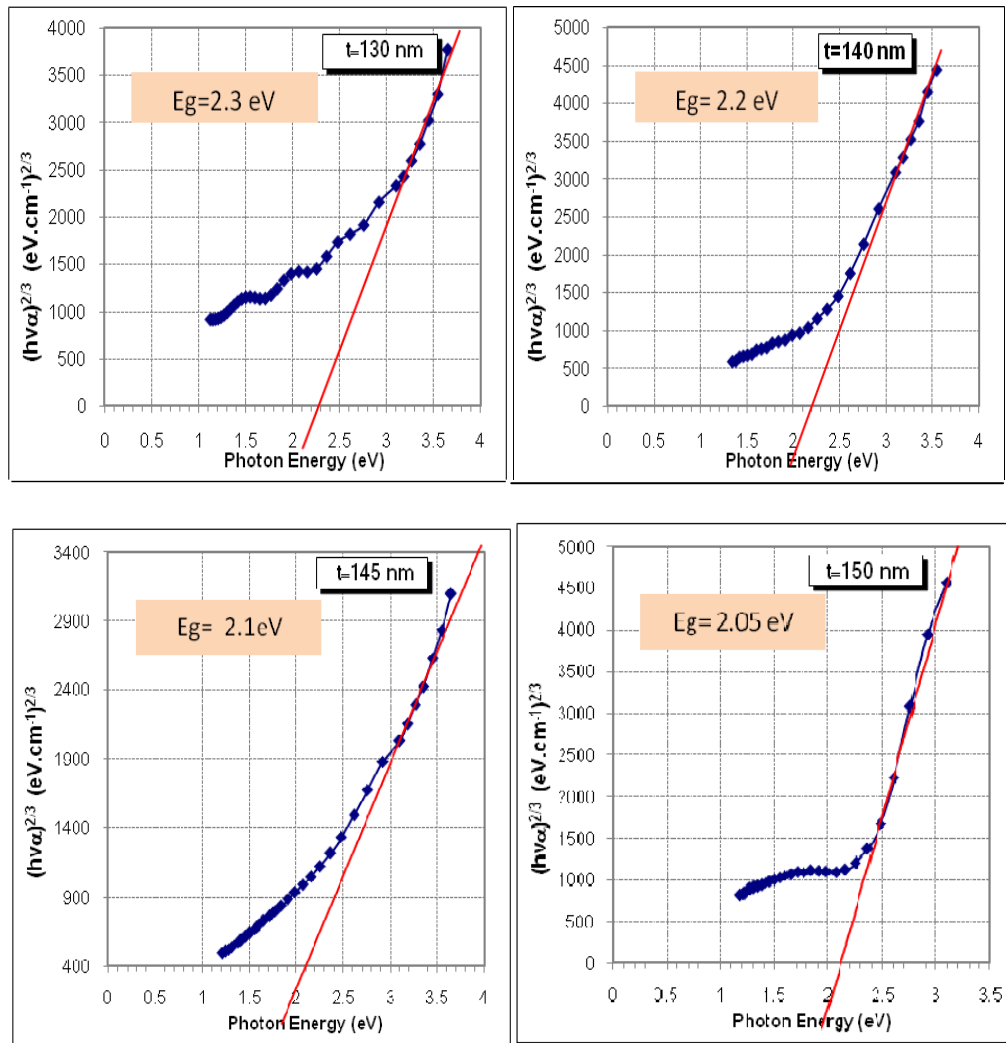 t=130 nm
Eg=2.3 eV
(hvα)^2/3 (eV.cm^-1)^2/3
4000
3500
3000
2500
2000
1500
1000
500
0
0 0.5 1 1.5 2 2.5 3 3.5 4
Photon Energy (eV)
t=140 nm
Eg= 2.2 eV
(hvα)^2/3 (eV.cm^-1)^2/3
5000
4500
4000
3500
3000
2500
2000
1500
1000
500
0
0 0.5 1 1.5 2 2.5 3 3.5 4
Photon Energy (eV)
t=145 nm
Eg= 2.1eV
(hvα)^2/3 (eV.cm^-1)^2/3
3400
2900
2400
1900
1400
900
400
0 0.5 1 1.5 2 2.5 3 3.5 4
Photon Energy (eV)
t=150 nm
Eg= 2.05 eV
(hvα)^2/3 (eV.cm^-1)^2/3
5000
4500
4000
3500
3000
2500
2000
1500
1000
500
0
0 0.5 1 1.5 2 2.5 3 3.5
Photon Energy (eV)